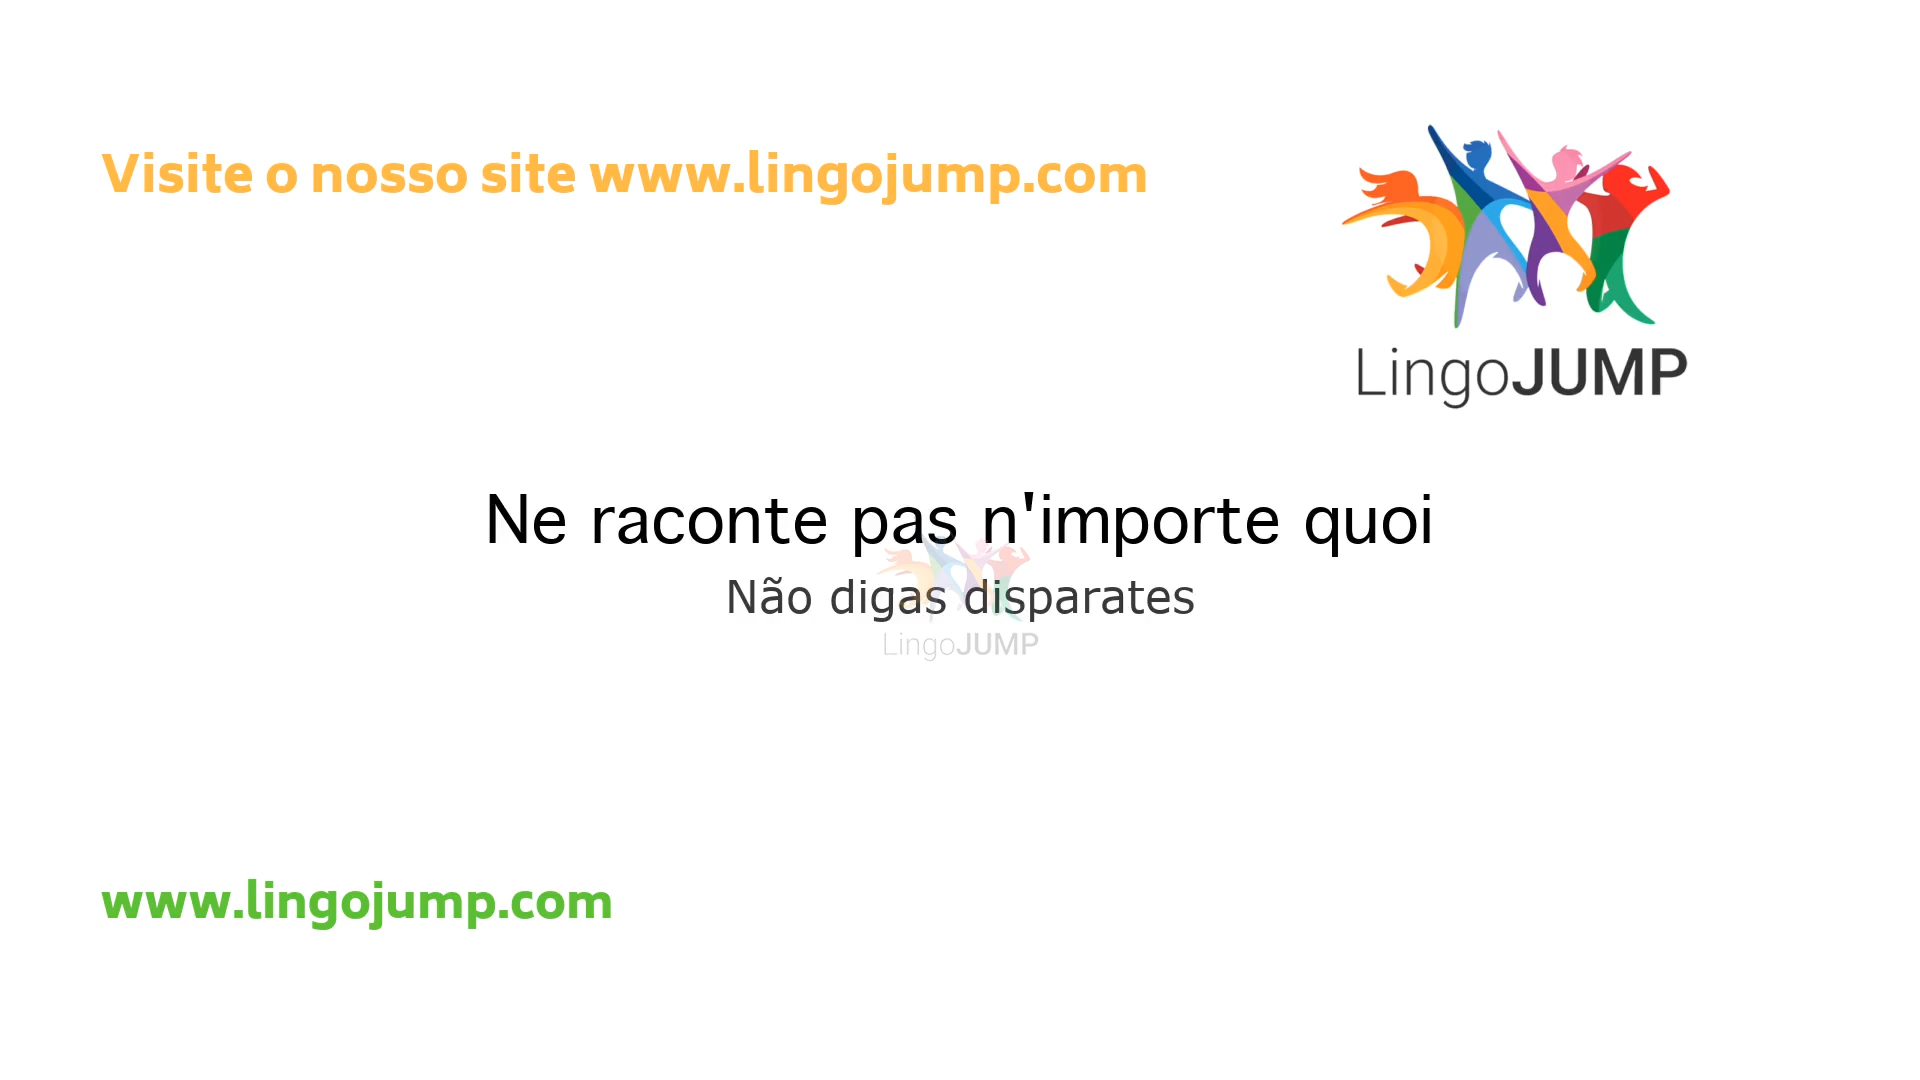 Visite o nosso site www.lingojump.com
LingoJUMP
Ne raconte pas n'importe quoi
Não digas disparates
LingoJUMP
www.lingojump.com